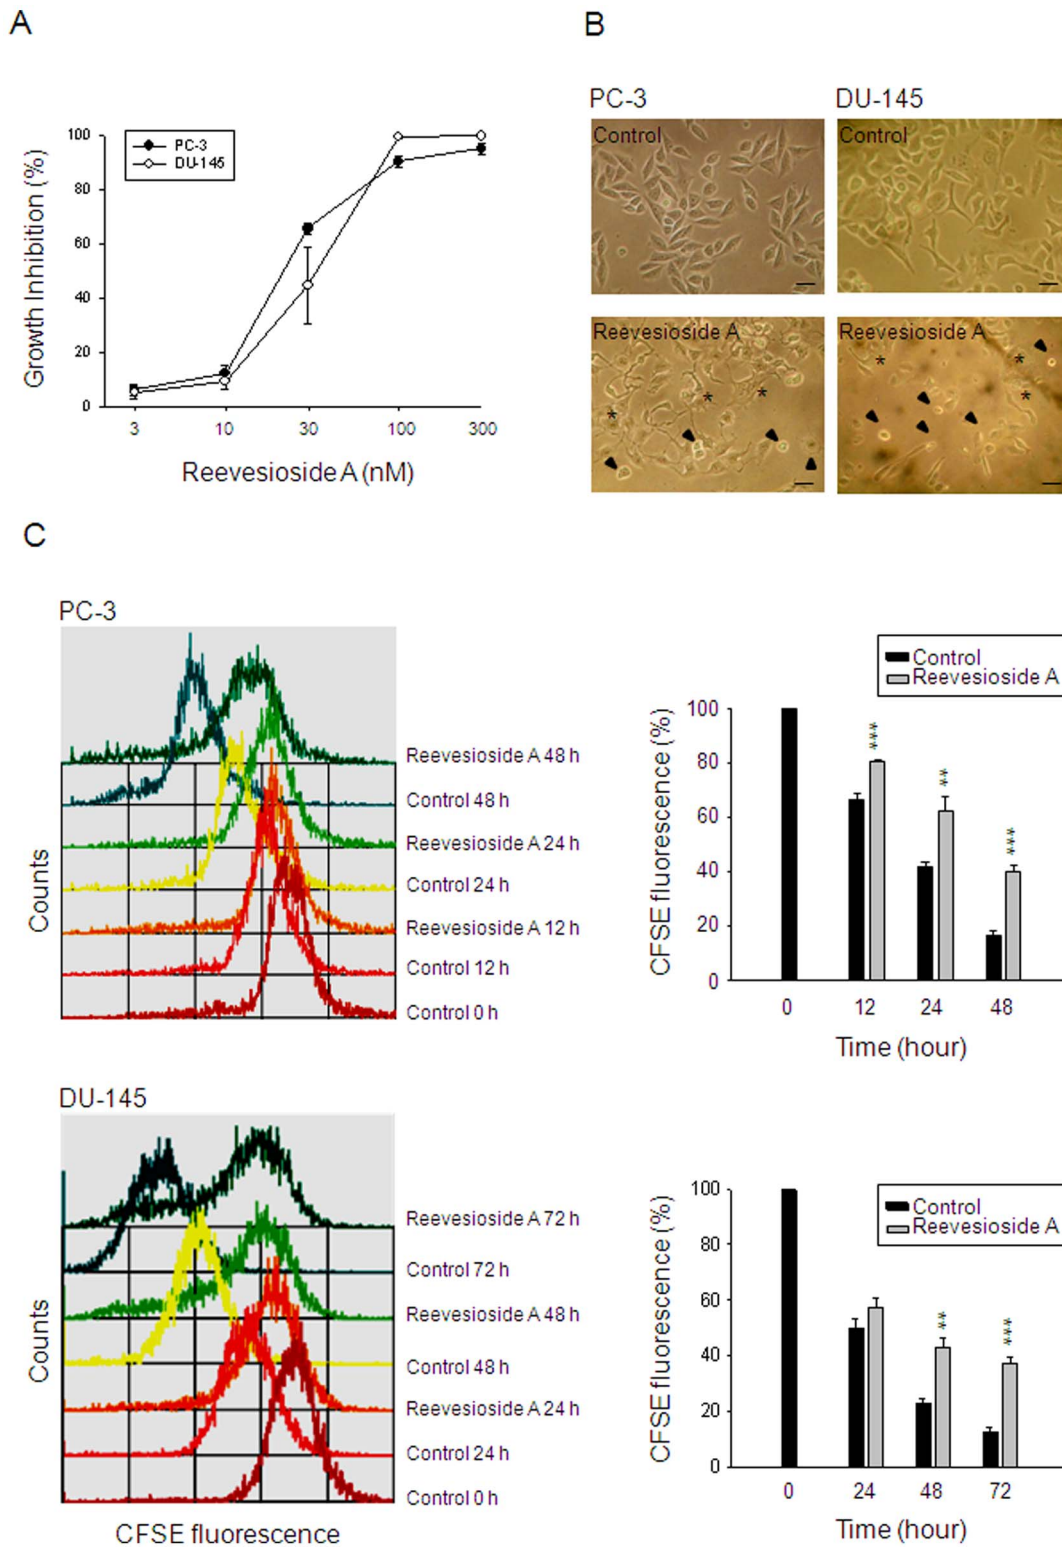 A
Growth Inhibition (%)
100
80
60
40
20
0
PC-3
DU-145
3 10 30 100 300
Reevesioside A (nM)
B
PC-3 DU-145
Control Control
Reevesioside A Reevesioside A
* * * * * *
C
PC-3
Counts
Reevesioside A 48 h
Control 48 h
Reevesioside A 24 h
Control 24 h
Reevesioside A 12 h
Control 12 h
Control 0 h
Control
Reevesioside A
CFSE fluorescence (%)
100
80
60
40
20
0
*** ** ***
0 12 24 48
Time (hour)
DU-145
Counts
Reevesioside A 72 h
Control 72 h
Reevesioside A 48 h
Control 48 h
Reevesioside A 24 h
Control 24 h
Control 0 h
CFSE fluorescence
Control
Reevesioside A
CFSE fluorescence (%)
100
80
60
40
20
0
** ***
0 24 48 72
Time (hour)